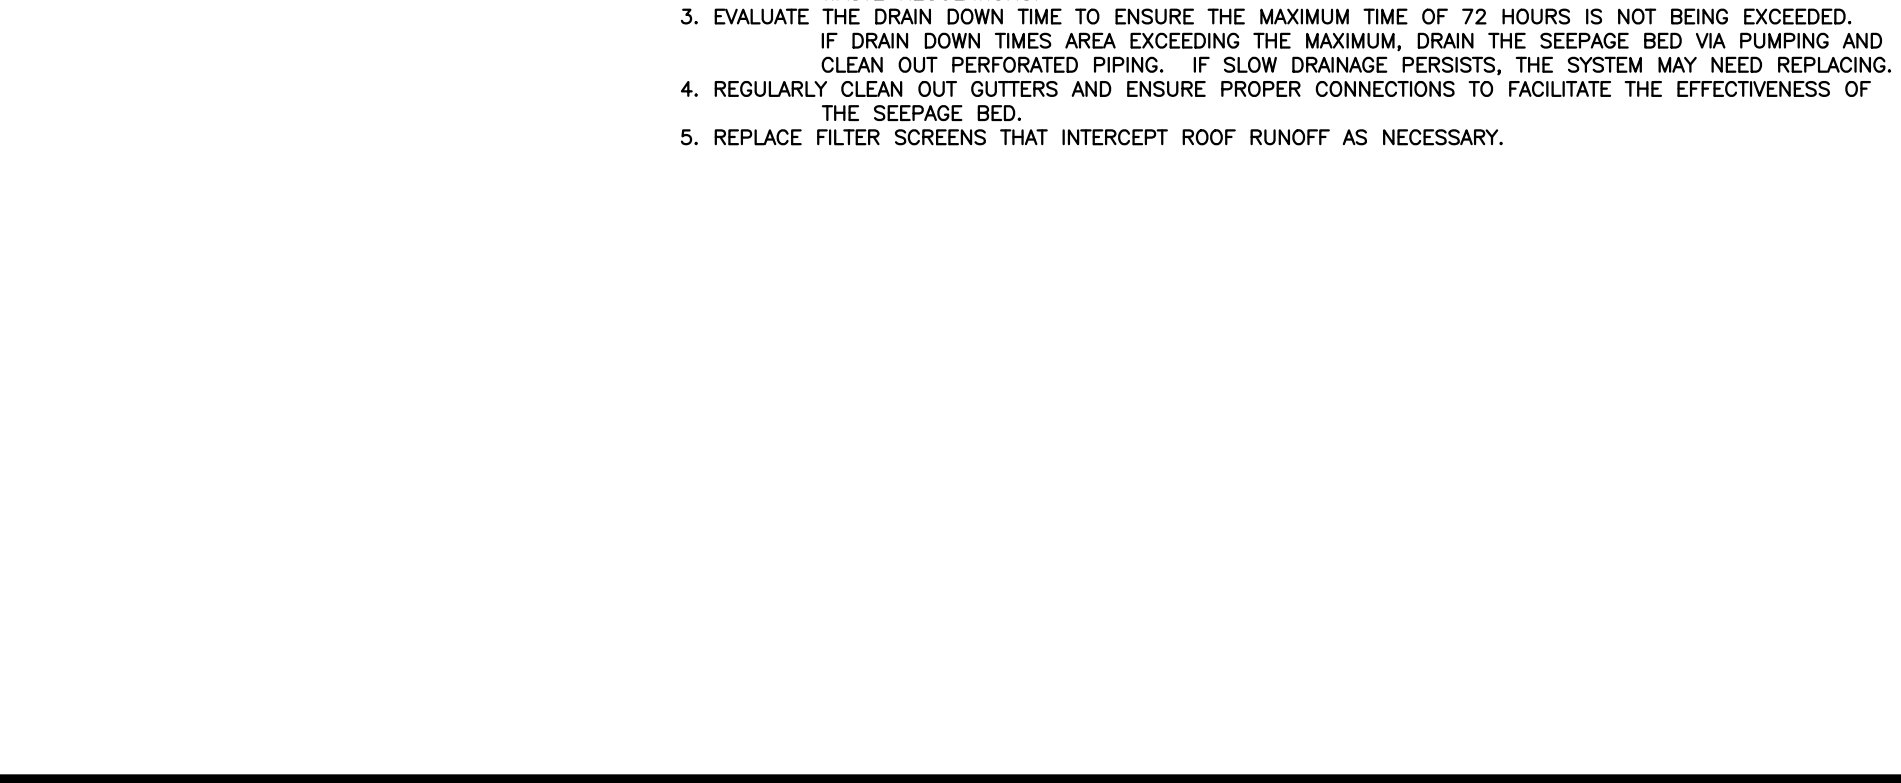 3. EVALUATE THE DRAIN DOWN TIME TO ENSURE THE MAXIMUM TIME OF 72 HOURS IS NOT BEING EXCEEDED.
IF DRAIN DOWN TIMES AREA EXCEEDING THE MAXIMUM, DRAIN THE SEEPAGE BED VIA PUMPING AND
CLEAN OUT PERFORATED PIPING. IF SLOW DRAINAGE PERSISTS, THE SYSTEM MAY NEED REPLACING.
4. REGULARLY CLEAN OUT GUTTERS AND ENSURE PROPER CONNECTIONS TO FACILITATE THE EFFECTIVENESS OF
THE SEEPAGE BED.
5. REPLACE FILTER SCREENS THAT INTERCEPT ROOF RUNOFF AS NECESSARY.